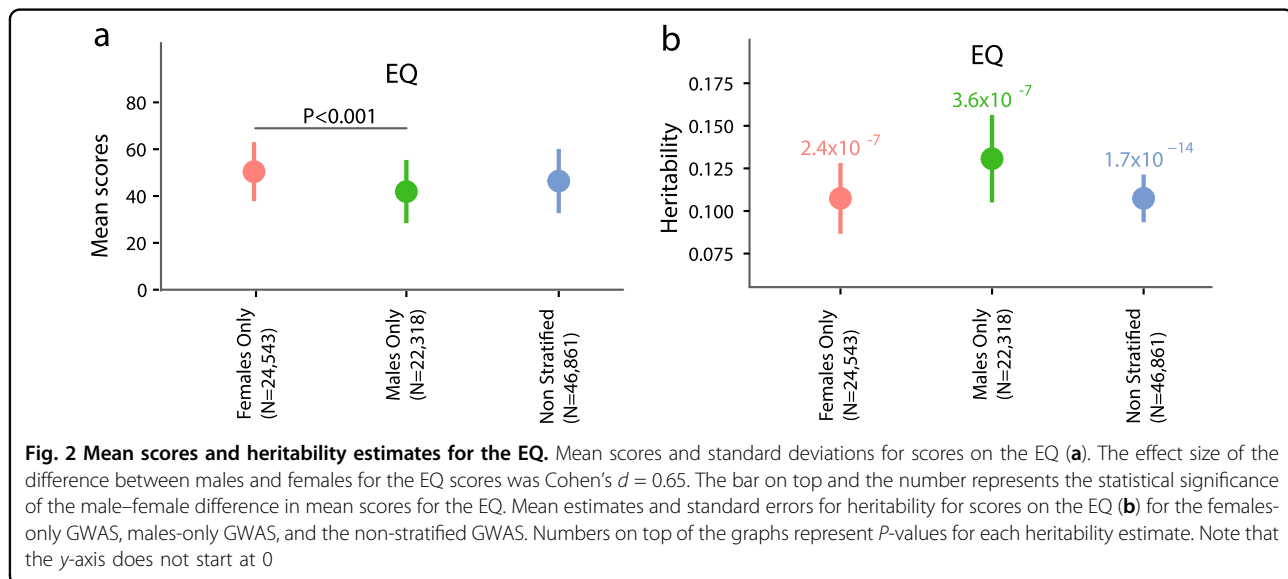 a
EQ
80
60
40
20
0
Mean scores
P<0.001
Females Only
(N=24,543)
Males Only
(N=22,318)
Non Stratified
(N=46,861)
b
EQ
0.175
0.150
0.125
0.100
0.075
Heritability
2.4x10 -7
3.6x10 -7
1.7x10 −14
Females Only
(N=24,543)
Males Only
(N=22,318)
Non Stratified
(N=46,861)
Fig. 2 Mean scores and heritability estimates for the EQ. Mean scores and standard deviations for scores on the EQ (a). The effect size of the
difference between males and females for the EQ scores was Cohen's d = 0.65. The bar on top and the number represents the statistical significance
of the male–female difference in mean scores for the EQ. Mean estimates and standard errors for heritability for scores on the EQ (b) for the females-
only GWAS, males-only GWAS, and the non-stratified GWAS. Numbers on top of the graphs represent P-values for each heritability estimate. Note that
the y-axis does not start at 0